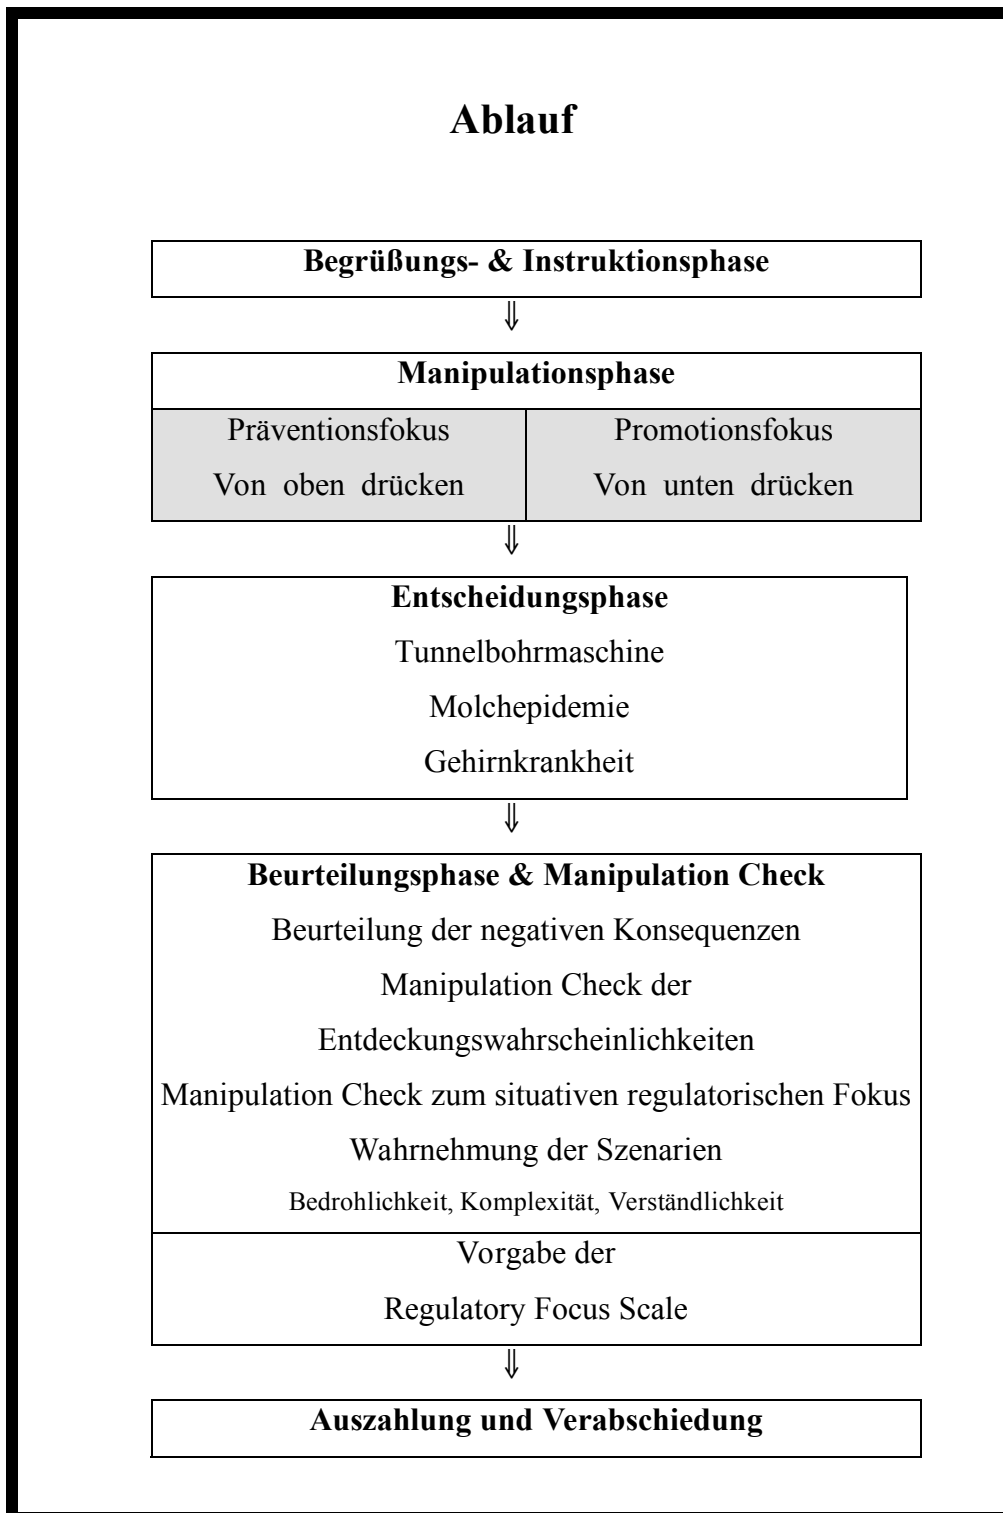 Ablauf
Begrüßungs- & Instruktionsphase
⇓
Manipulationsphase
Präventionsfokus
Von oben drücken
Promotionsfokus
Von unten drücken
⇓
Entscheidungsphase
Tunnelbohrmaschine
Molchepidemie
Gehirnkrankheit
⇓
Beurteilungsphase & Manipulation Check
Beurteilung der negativen Konsequenzen
Manipulation Check der
Entdeckungswahrscheinlichkeiten
Manipulation Check zum situativen regulatorischen Fokus
Wahrnehmung der Szenarien
Bedrohlichkeit, Komplexität, Verständlichkeit
Vorgabe der
Regulatory Focus Scale
⇓
Auszahlung und Verabschiedung